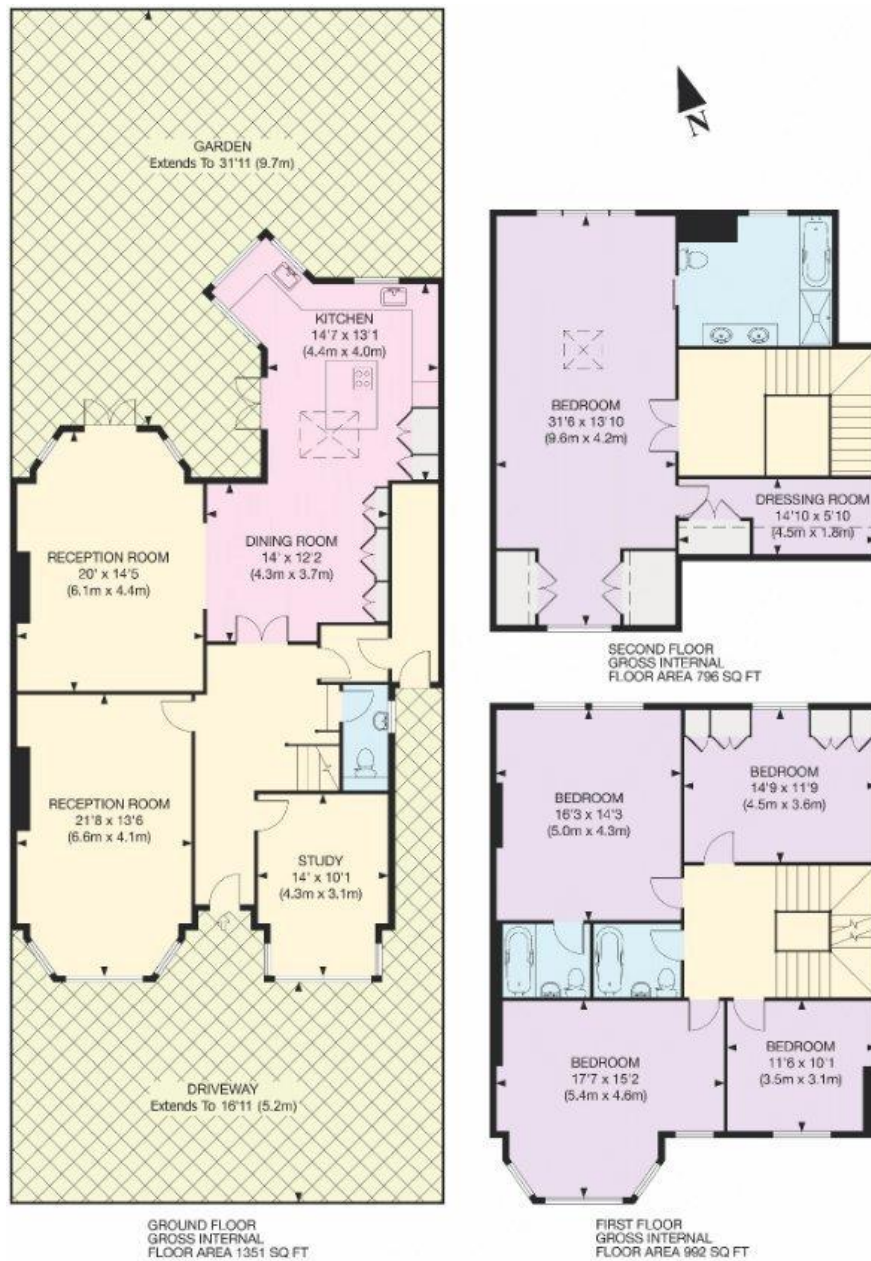 GARDEN
Extends To 31'11 (9.7m)
KITCHEN
14'7 x 13'1
(4.4m x 4.0m)
DINING ROOM
14' x 12'2
(4.3m x 3.7m)
RECEPTION ROOM
20' x 14'5
(6.1m x 4.4m)
RECEPTION ROOM
21'8 x 13'6
(6.6m x 4.1m)
STUDY
14' x 10'1
(4.3m x 3.1m)
DRIVEWAY
Extends To 16'11 (5.2m)
GROUND FLOOR
GROSS INTERNAL
FLOOR AREA 1351 SQ FT
N
BEDROOM
31'6 x 13'10
(9.6m x 4.2m)
DRESSING ROOM
14'10 x 5'10
(4.5m x 1.8m)
SECOND FLOOR
GROSS INTERNAL
FLOOR AREA 796 SQ FT
BEDROOM
16'3 x 14'3
(5.0m x 4.3m)
BEDROOM
14'9 x 11'9
(4.5m x 3.6m)
BEDROOM
17'7 x 15'2
(5.4m x 4.6m)
BEDROOM
11'6 x 10'1
(3.5m x 3.1m)
FIRST FLOOR
GROSS INTERNAL
FLOOR AREA 992 SQ FT